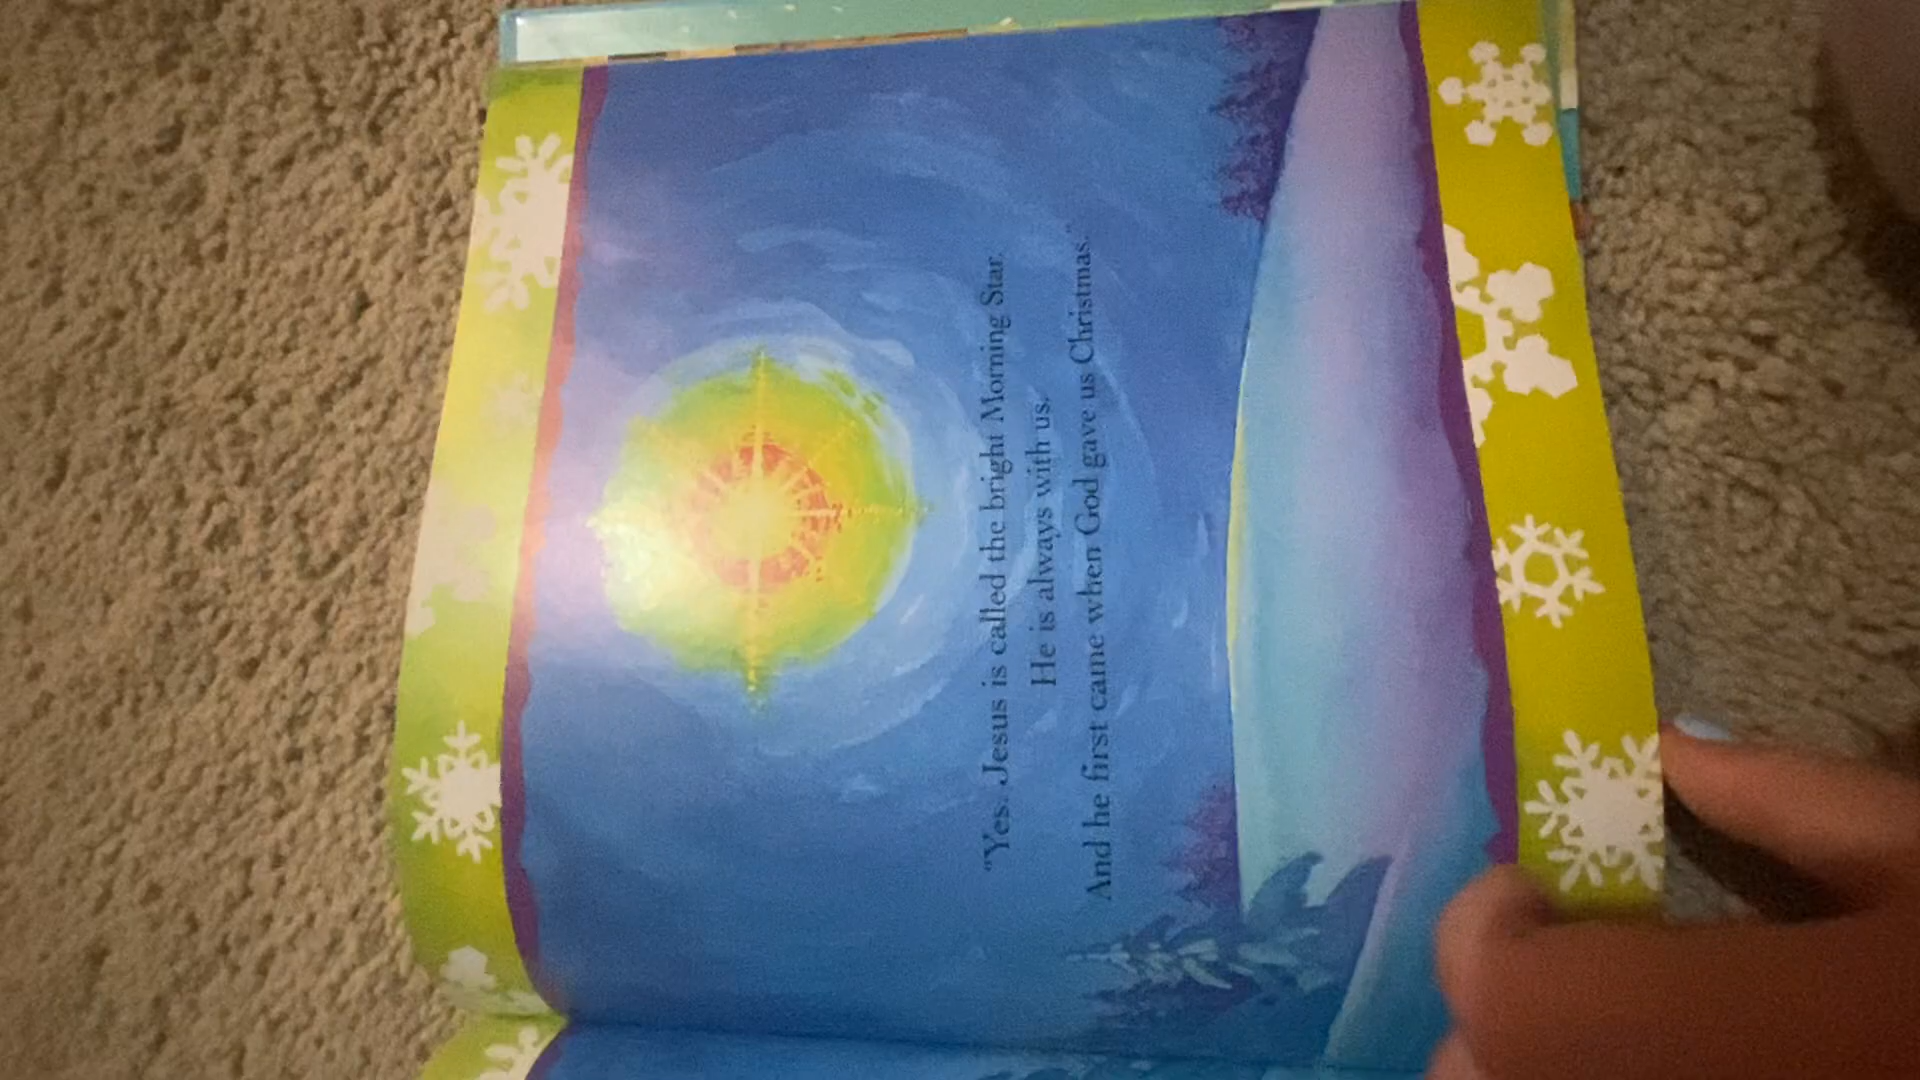 "Yes. Jesus is called the bright Morning Star.
He is always with us.
And he first came when God gave us Christmas."